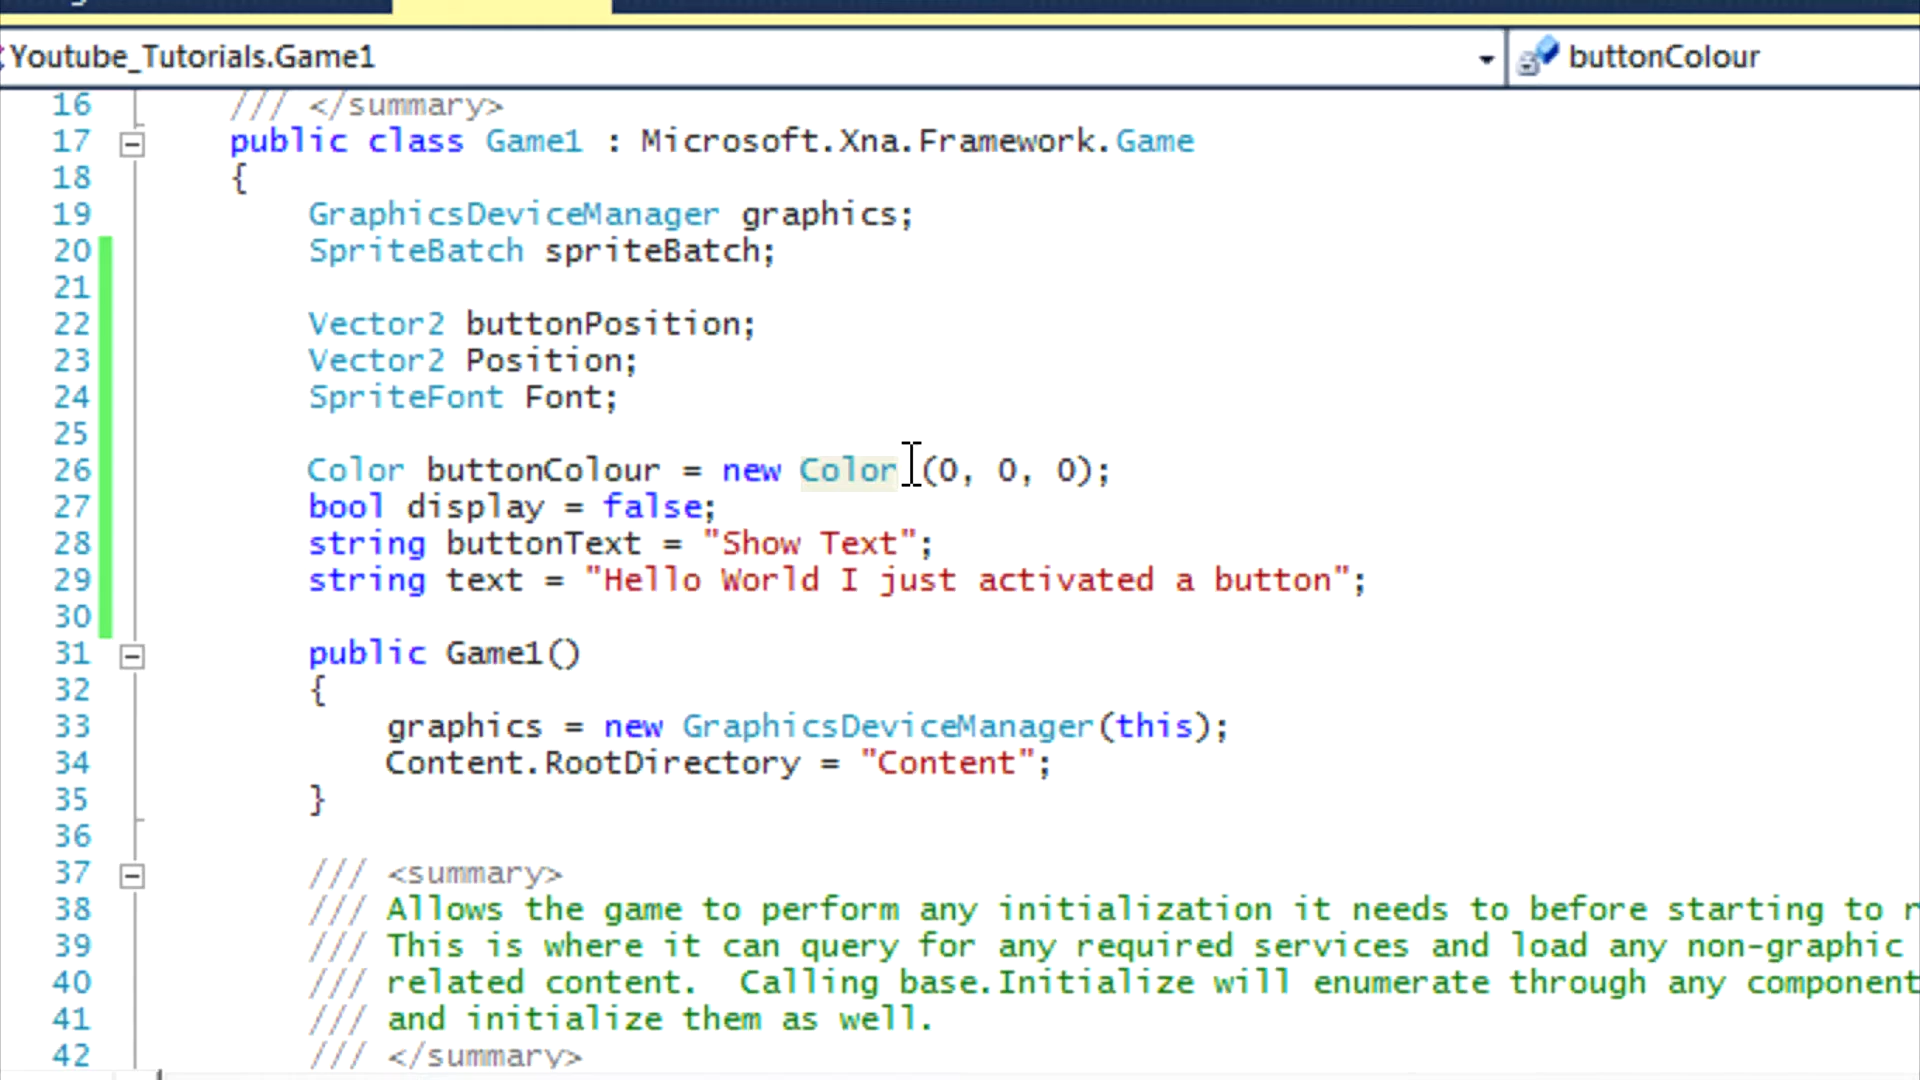 Youtube_Tutorials.Game1 buttonColour
16 /// </summary>
17 public class Game1 : Microsoft.Xna.Framework.Game
18 {
19 GraphicsDeviceManager graphics;
20 SpriteBatch spriteBatch;
21
22 Vector2 buttonPosition;
23 Vector2 Position;
24 SpriteFont Font;
25
26 Color buttonColour = new Color (0, 0, 0);
27 bool display = false;
28 string buttonText = "Show Text";
29 string text = "Hello World I just activated a button";
30
31 public Game1()
32 {
33 graphics = new GraphicsDeviceManager(this);
34 Content.RootDirectory = "Content";
35 }
36
37 /// <summary>
38 /// Allows the game to perform any initialization it needs to before starting to r
39 /// This is where it can query for any required services and load any non-graphic
40 /// related content.  Calling base.Initialize will enumerate through any component
41 /// and initialize them as well.
42 /// </summary>